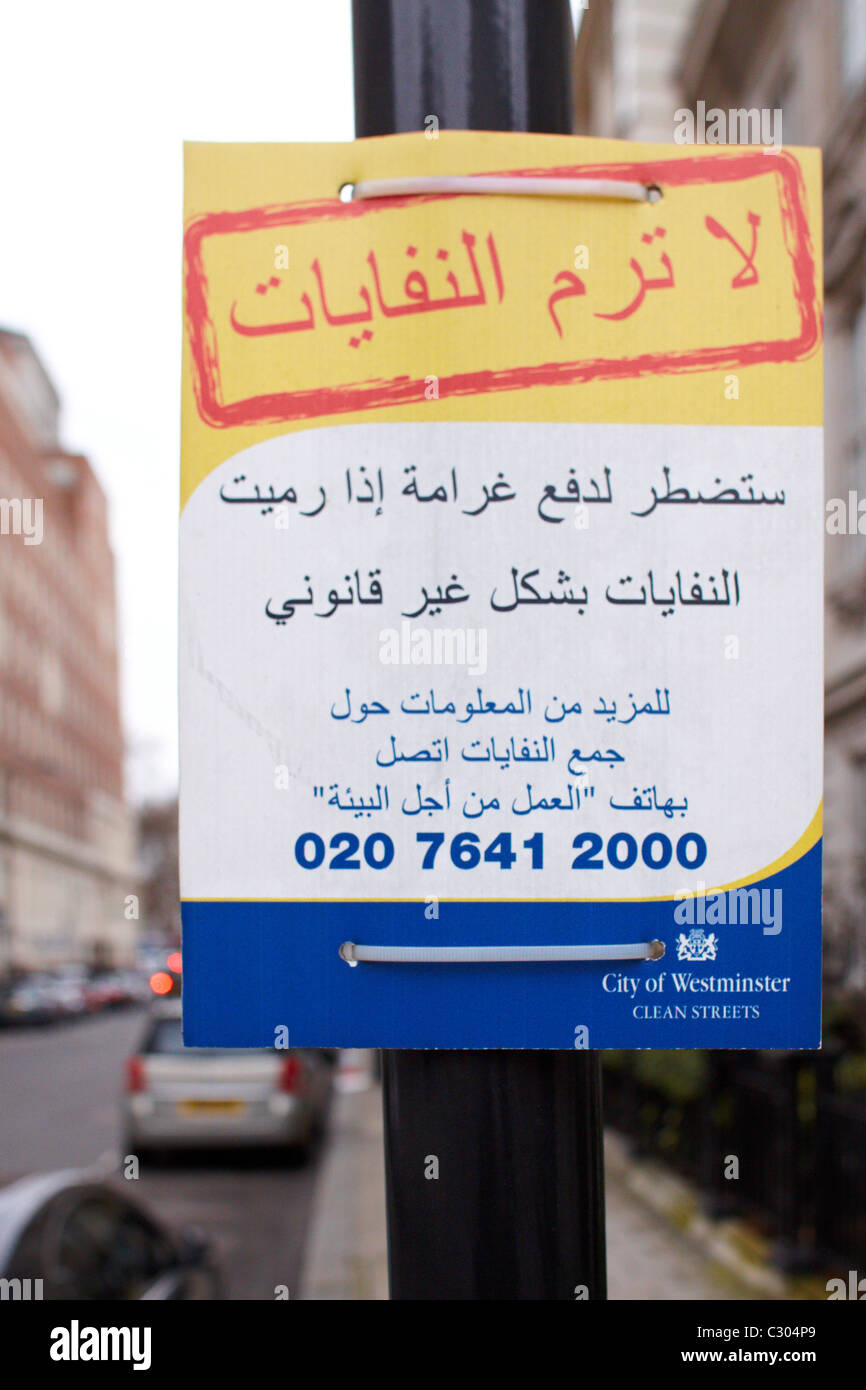 لا ترم النفايات
ستضطر لدفع غرامة إذا رميت
النفايات بشكل غير قانوني
للمزيد من المعلومات حول
جمع النفايات اتصل
بهاتف "العمل من أجل البيئة"
020 7641 2000
City of Westminster
CLEAN STREETS
alamy
Image ID: C304P9
www.alamy.com